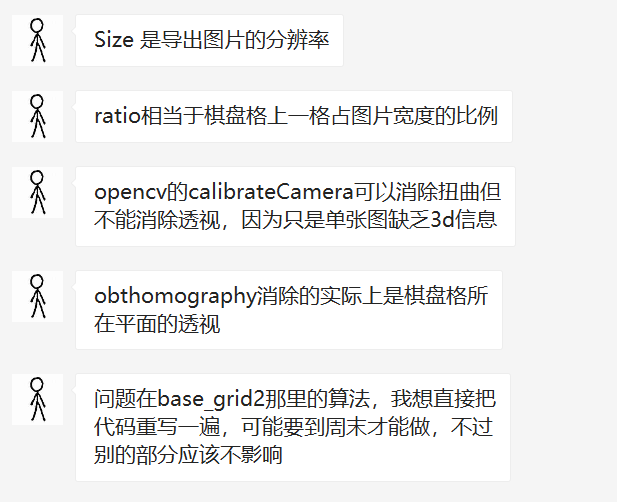 Size 是导出图片的分辨率
ratio相当于棋盘格上一格占图片宽度的比例
opencv的calibrateCamera可以消除扭曲但
不能消除透视，因为只是单张图缺乏3d信息
obthomography消除的实际上是棋盘格所
在平面的透视
问题在base_grid2那里的算法，我想直接把
代码重写一遍，可能要到周末才能做，不过
别的部分应该不影响